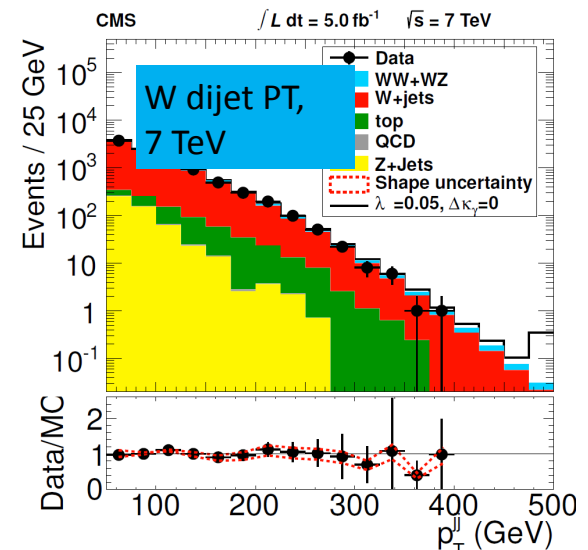 CMS ∫ L dt = 5.0 fb⁻¹ √s = 7 TeV
Events / 25 GeV
10⁵
10⁴
10³
10²
10
1
10⁻¹
W dijet PT,
7 TeV
Data
WW+WZ
W+jets
top
QCD
Z+Jets
Shape uncertainty
λ =0.05, Δκγ=0
Data/MC
2
1
0
100 200 300 400 500
p_T^jj (GeV)